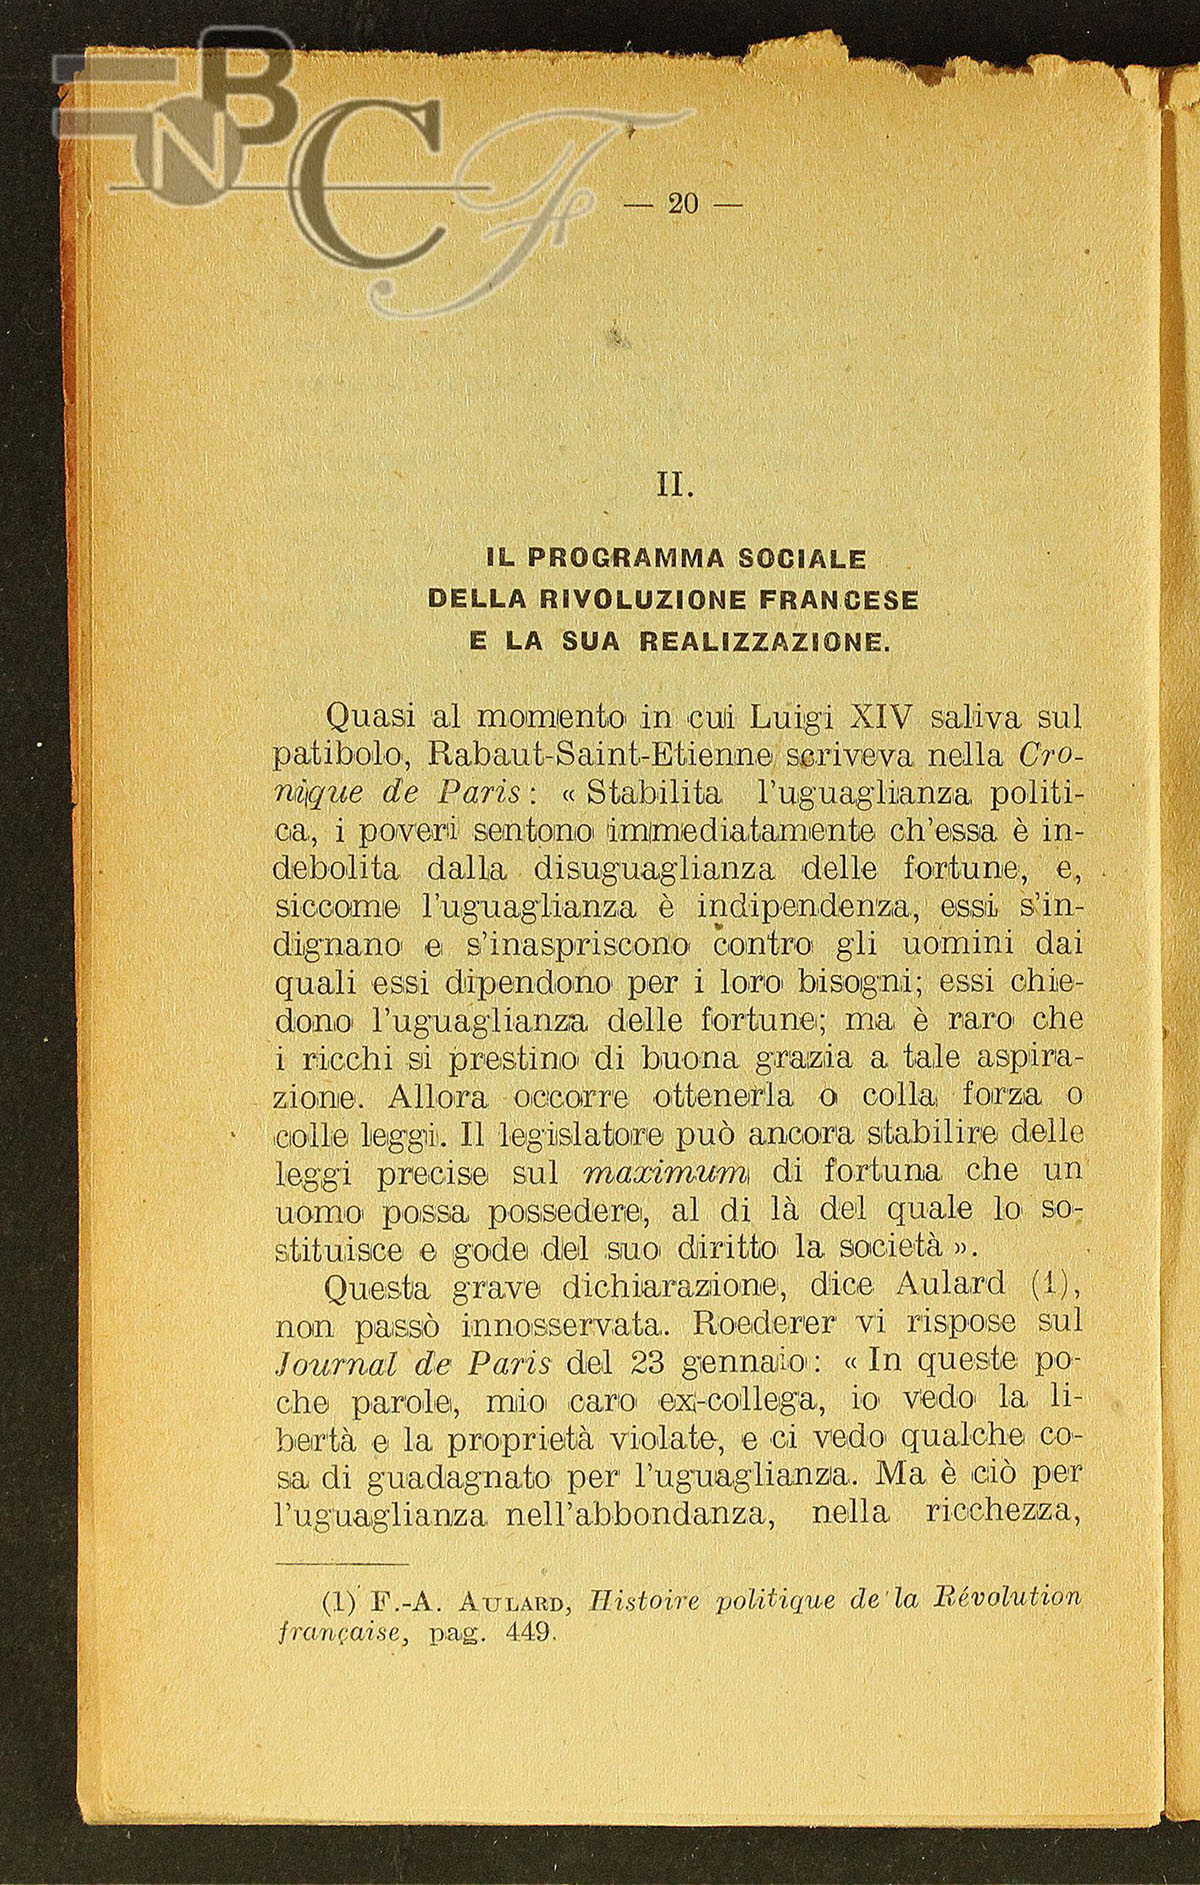 BNCF
— 20 —
II.
IL PROGRAMMA SOCIALE
DELLA RIVOLUZIONE FRANCESE
E LA SUA REALIZZAZIONE.
Quasi al momento in cui Luigi XIV saliva sul
patibolo, Rabaut-Saint-Etienne scriveva nella Cro-
nique de Paris: « Stabilita l'uguaglianza politi-
ca, i poveri sentono immediatamente ch'essa è in-
debolita dalla disuguaglianza delle fortune, e,
siccome l'uguaglianza è indipendenza, essi s'in-
dignano e s'inaspriscono contro gli uomini dai
quali essi dipendono per i loro bisogni; essi chie-
dono l'uguaglianza delle fortune; ma è raro che
i ricchi si prestino di buona grazia a tale aspira-
zione. Allora occorre ottenerla o colla forza o
colle leggi. Il legislatore può ancora stabilire delle
leggi precise sul maximum di fortuna che un
uomo possa possedere, al di là del quale lo so-
stituisce e gode del suo diritto la società ».
Questa grave dichiarazione, dice Aulard (1),
non passò innosservata. Roederer vi rispose sul
Journal de Paris del 23 gennaio: « In queste po-
che parole, mio caro ex-collega, io vedo la li-
bertà e la proprietà violate, e ci vedo qualche co-
sa di guadagnato per l'uguaglianza. Ma è ciò per
l'uguaglianza nell'abbondanza, nella ricchezza,
(1) F.-A. AULARD, Histoire politique de la Révolution
française, pag. 449.